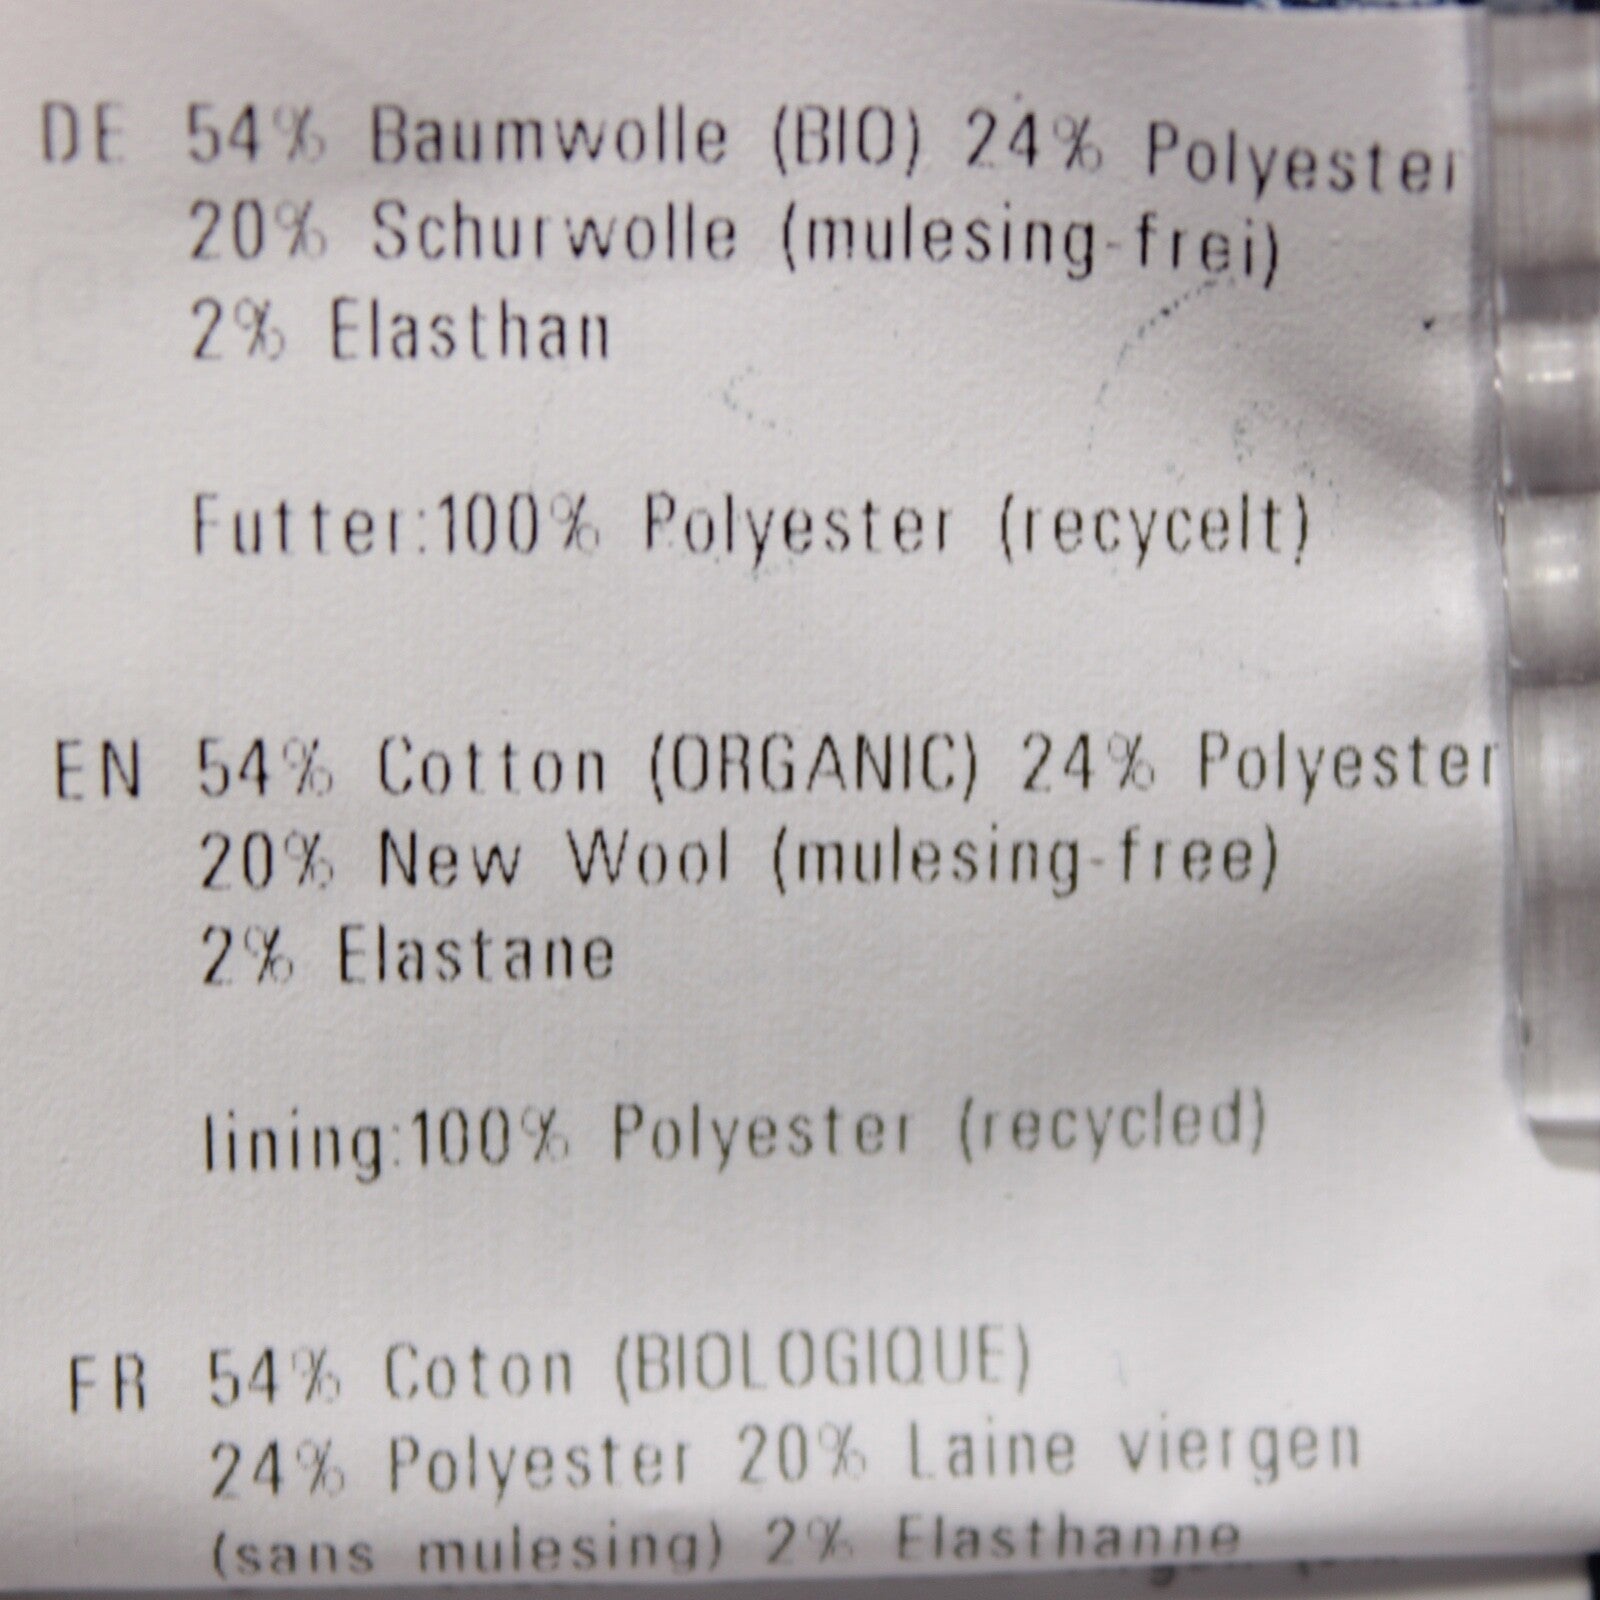 DE 54% Baumwolle (BIO) 24% Polyester
20% Schurwolle (mulesing-frei)
2% Elasthan
Futter:100% Polyester (recycelt)
EN 54% Cotton (ORGANIC) 24% Polyester
20% New Wool (mulesing-free)
2% Elastane
lining:100% Polyester (recycled)
FR 54% Coton (BIOLOGIQUE)
24% Polyester 20% Laine viergen
(sans mulesing) 2% Elasthanne